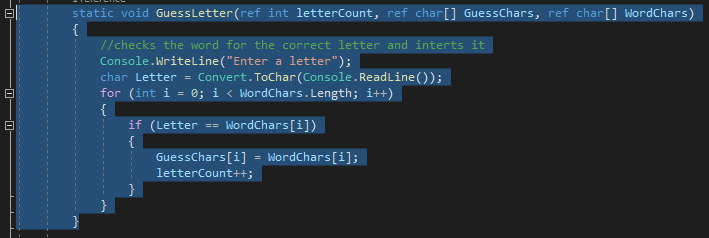 static void GuessLetter(ref int letterCount, ref char[] GuessChars, ref char[] WordChars)
{
//checks the word for the correct letter and interts it
Console.WriteLine("Enter a letter");
char Letter = Convert.ToChar(Console.ReadLine());
for (int i = 0; i < WordChars.Length; i++)
{
if (Letter == WordChars[i])
{
GuessChars[i] = WordChars[i];
letterCount++;
}
}
}